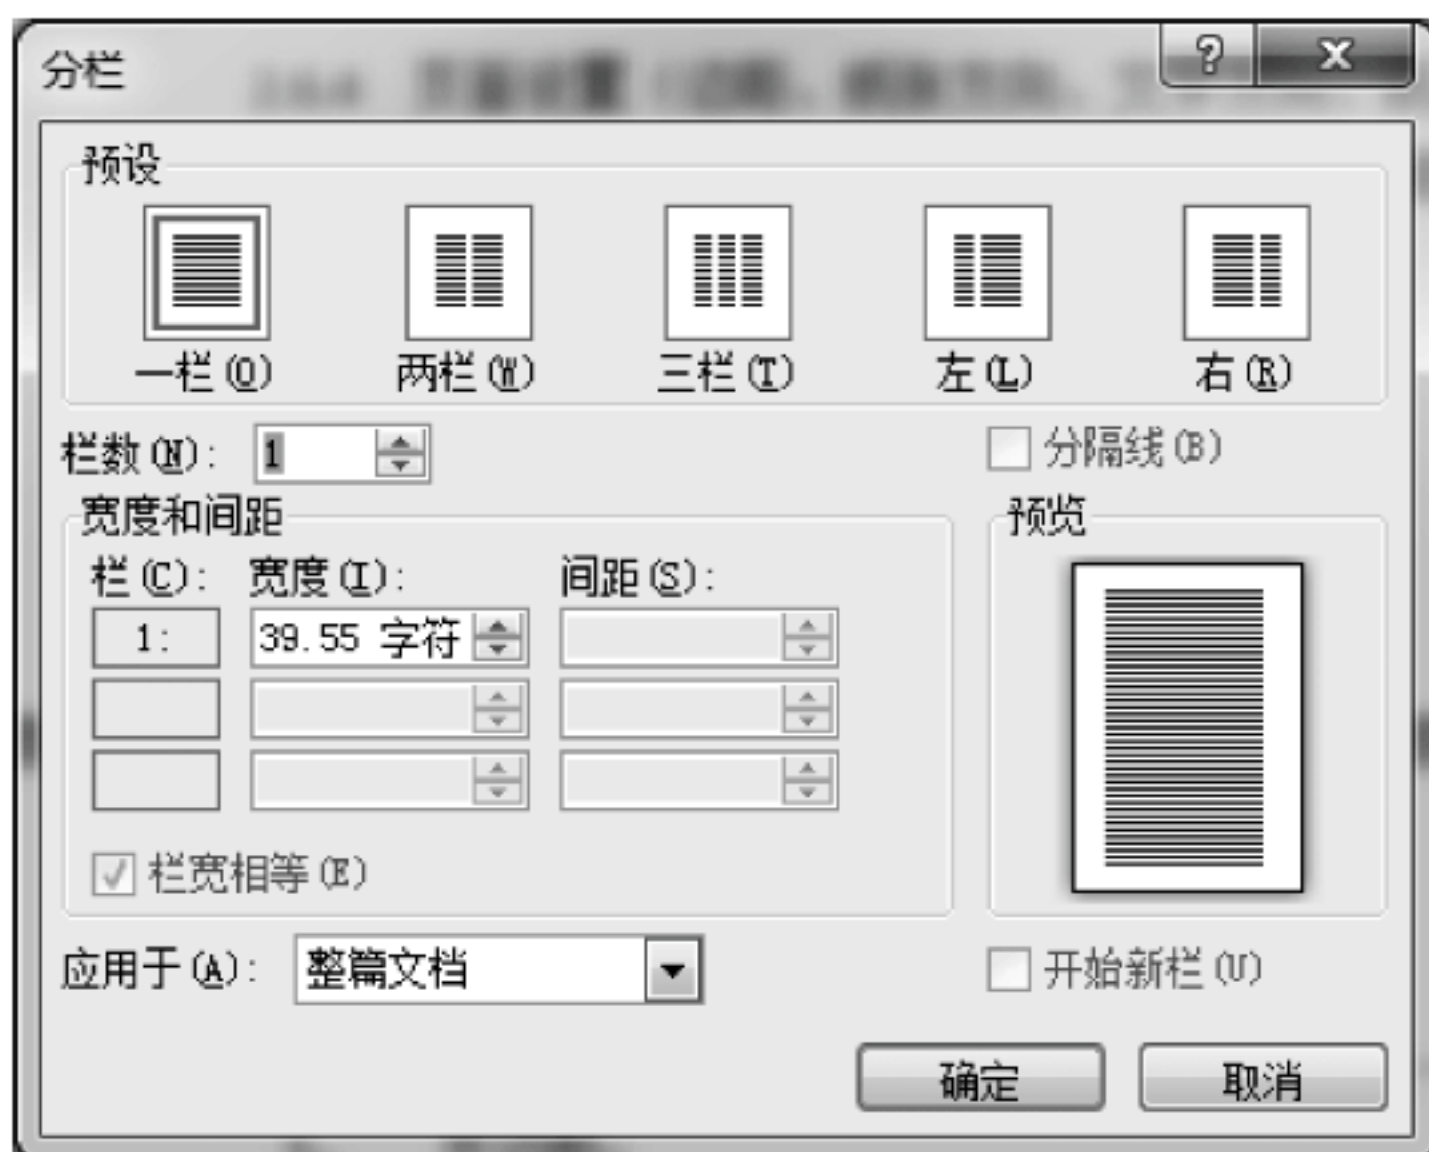 分栏
预设
一栏(O) 两栏(W) 三栏(T) 左(L) 右(R)
栏数(N): 1 分隔线(B)
宽度和间距 预览
栏(C): 宽度(I): 间距(S):
1: 39.55 字符
栏宽相等(E)
应用于(A): 整篇文档 开始新栏(U)
确定 取消